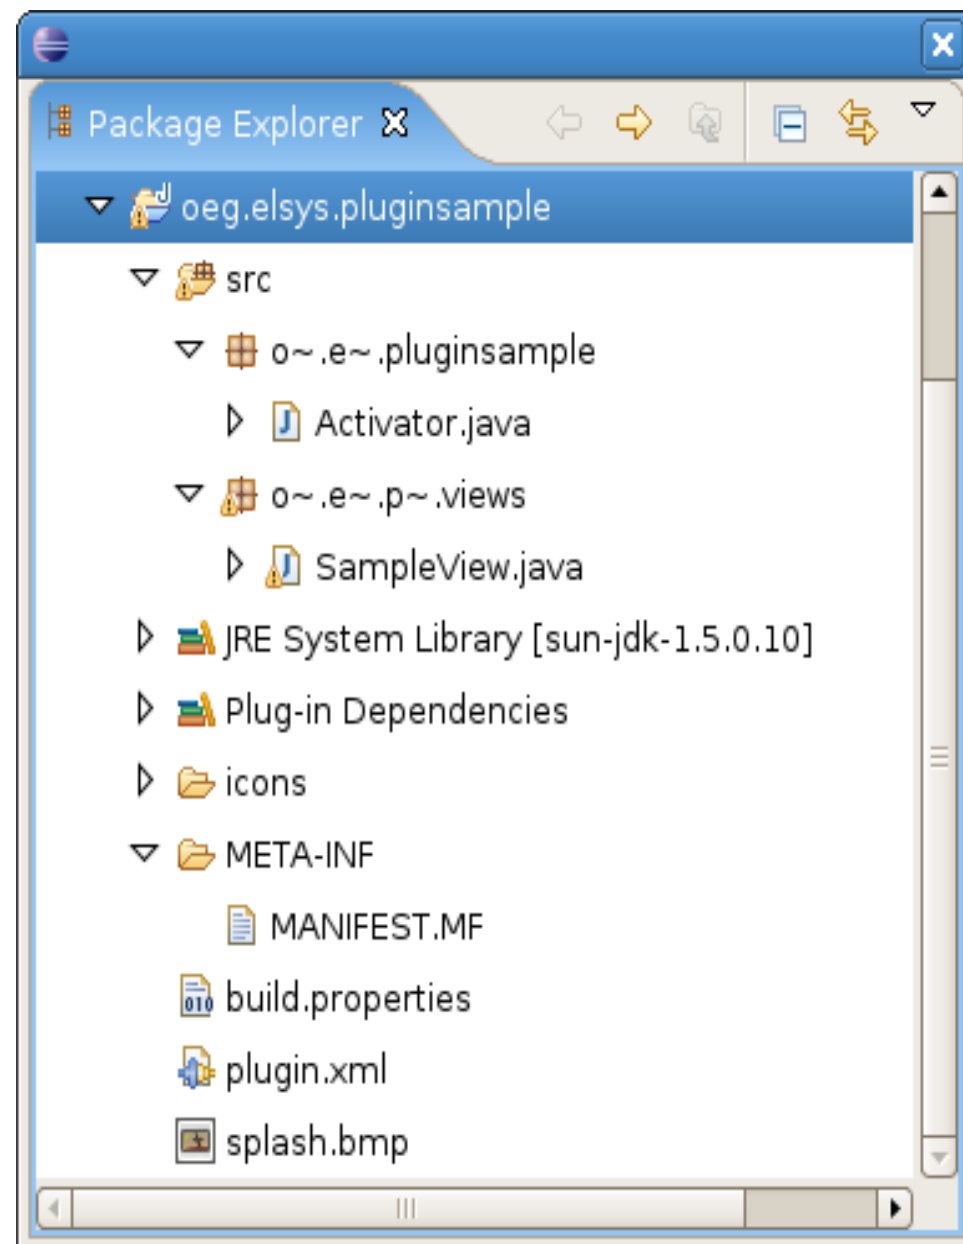 Package Explorer
oeg.elsys.pluginsample
src
o~.e~.pluginsample
Activator.java
o~.e~.p~.views
SampleView.java
JRE System Library [sun-jdk-1.5.0.10]
Plug-in Dependencies
icons
META-INF
MANIFEST.MF
build.properties
plugin.xml
splash.bmp